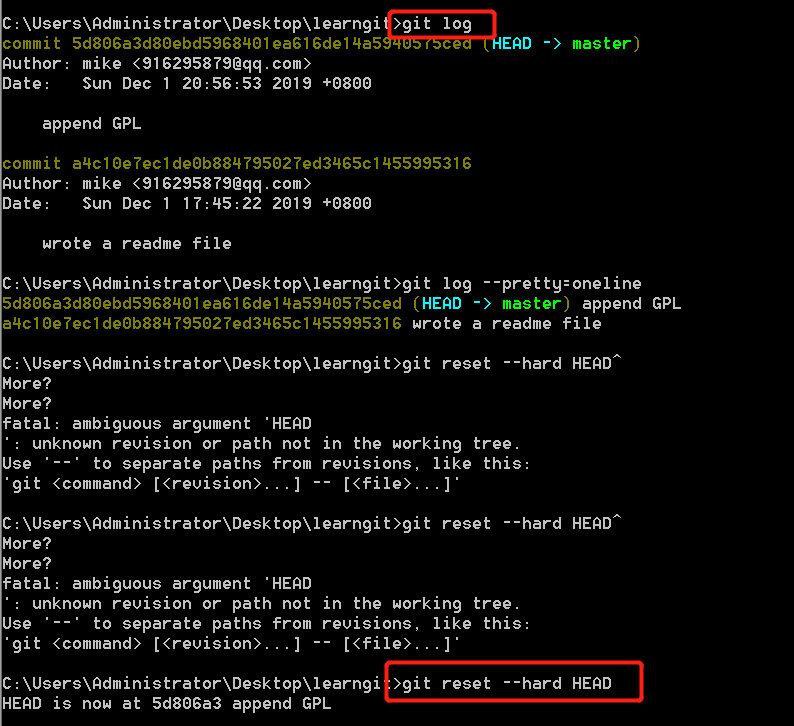 C:\Users\Administrator\Desktop\learngit>git log
commit 5d806a3d80ebd5968401ea616de14a5940575ced (HEAD -> master)
Author: mike <916295879@qq.com>
Date:   Sun Dec 1 20:56:53 2019 +0800
    append GPL
commit a4c10e7ec1de0b884795027ed3465c1455995316
Author: mike <916295879@qq.com>
Date:   Sun Dec 1 17:45:22 2019 +0800
    wrote a readme file
C:\Users\Administrator\Desktop\learngit>git log --pretty=oneline
5d806a3d80ebd5968401ea616de14a5940575ced (HEAD -> master) append GPL
a4c10e7ec1de0b884795027ed3465c1455995316 wrote a readme file
C:\Users\Administrator\Desktop\learngit>git reset --hard HEAD^
More?
More?
fatal: ambiguous argument 'HEAD
': unknown revision or path not in the working tree.
Use '--' to separate paths from revisions, like this:
'git <command> [<revision>...] -- [<file>...]'
C:\Users\Administrator\Desktop\learngit>git reset --hard HEAD^
More?
More?
fatal: ambiguous argument 'HEAD
': unknown revision or path not in the working tree.
Use '--' to separate paths from revisions, like this:
'git <command> [<revision>...] -- [<file>...]'
C:\Users\Administrator\Desktop\learngit>git reset --hard HEAD
HEAD is now at 5d806a3 append GPL